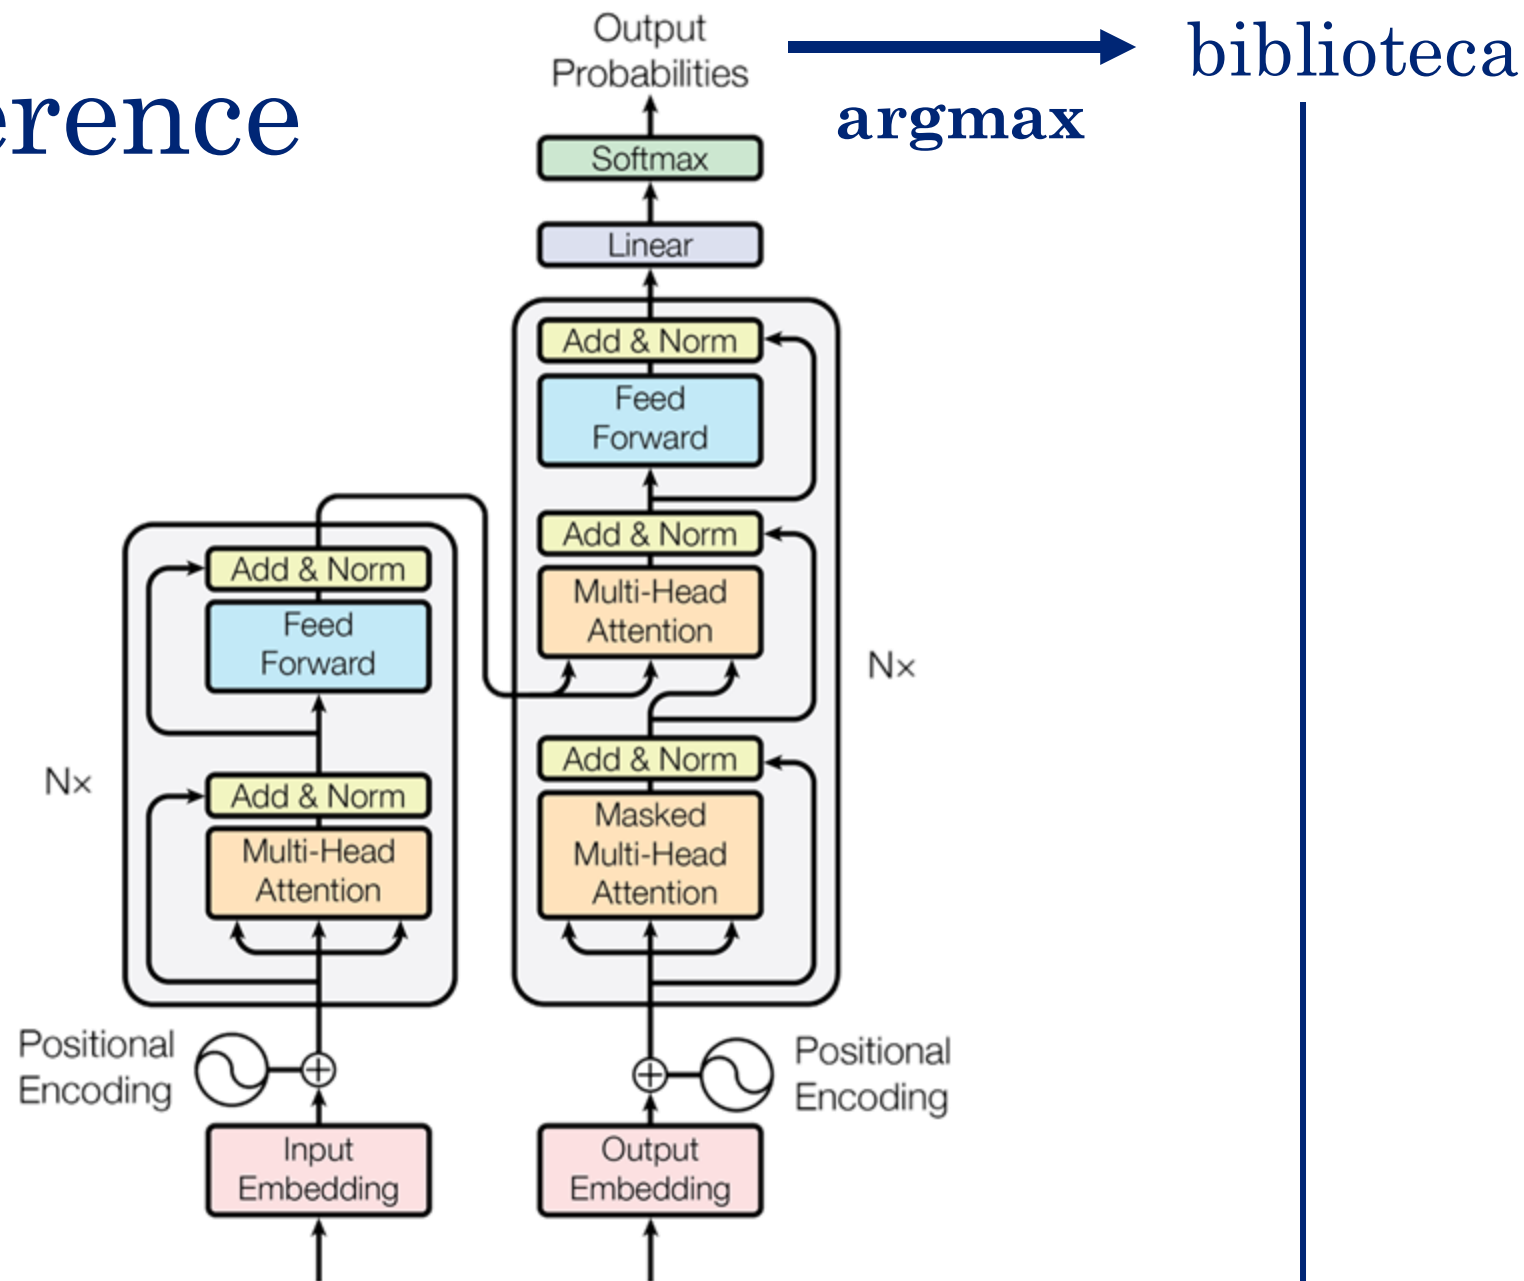 erence
Output
Probabilities
argmax
biblioteca
Softmax
Linear
Add & Norm
Feed
Forward
Add & Norm
Multi-Head
Attention
Nx
Add & Norm
Masked
Multi-Head
Attention
Add & Norm
Feed
Forward
Nx
Add & Norm
Multi-Head
Attention
Positional
Encoding
Positional
Encoding
Input
Embedding
Output
Embedding